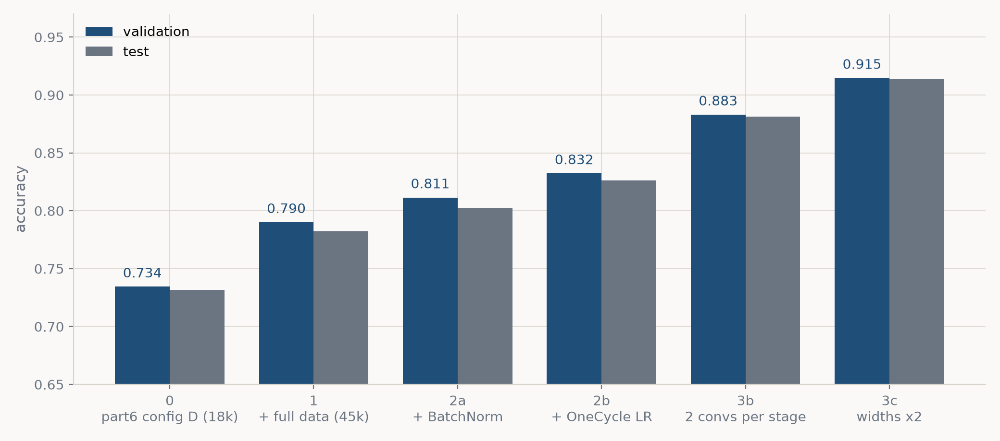 validation
test
accuracy
0.95
0.90
0.85
0.80
0.75
0.70
0.65
0.734
0.790
0.811
0.832
0.883
0.915
0 1 2a 2b 3b 3c
part6 config D (18k) + full data (45k) + BatchNorm + OneCycle LR 2 convs per stage widths x2